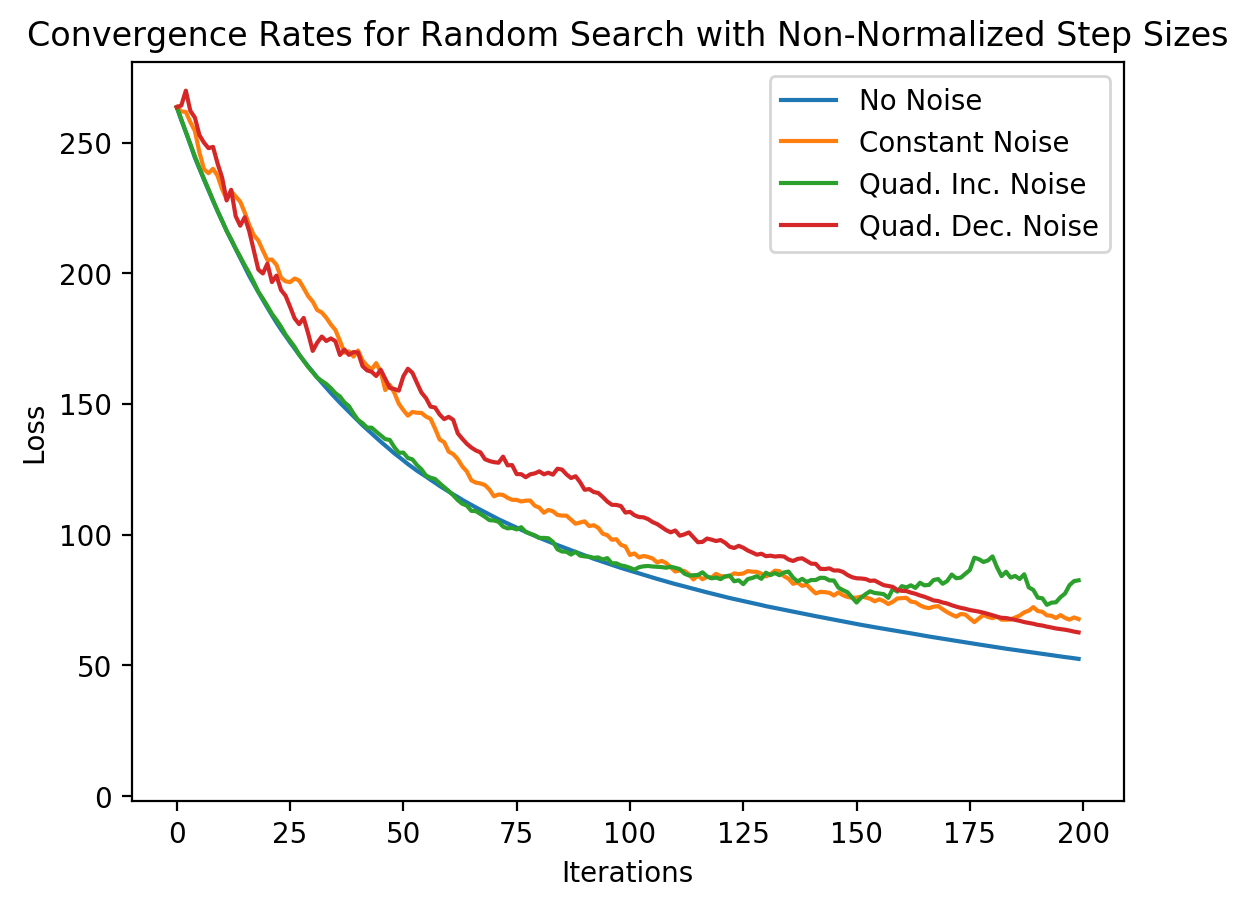 Convergence Rates for Random Search with Non-Normalized Step Sizes
No Noise
Constant Noise
Quad. Inc. Noise
Quad. Dec. Noise
Loss
250
200
150
100
50
0
0 25 50 75 100 125 150 175 200
Iterations